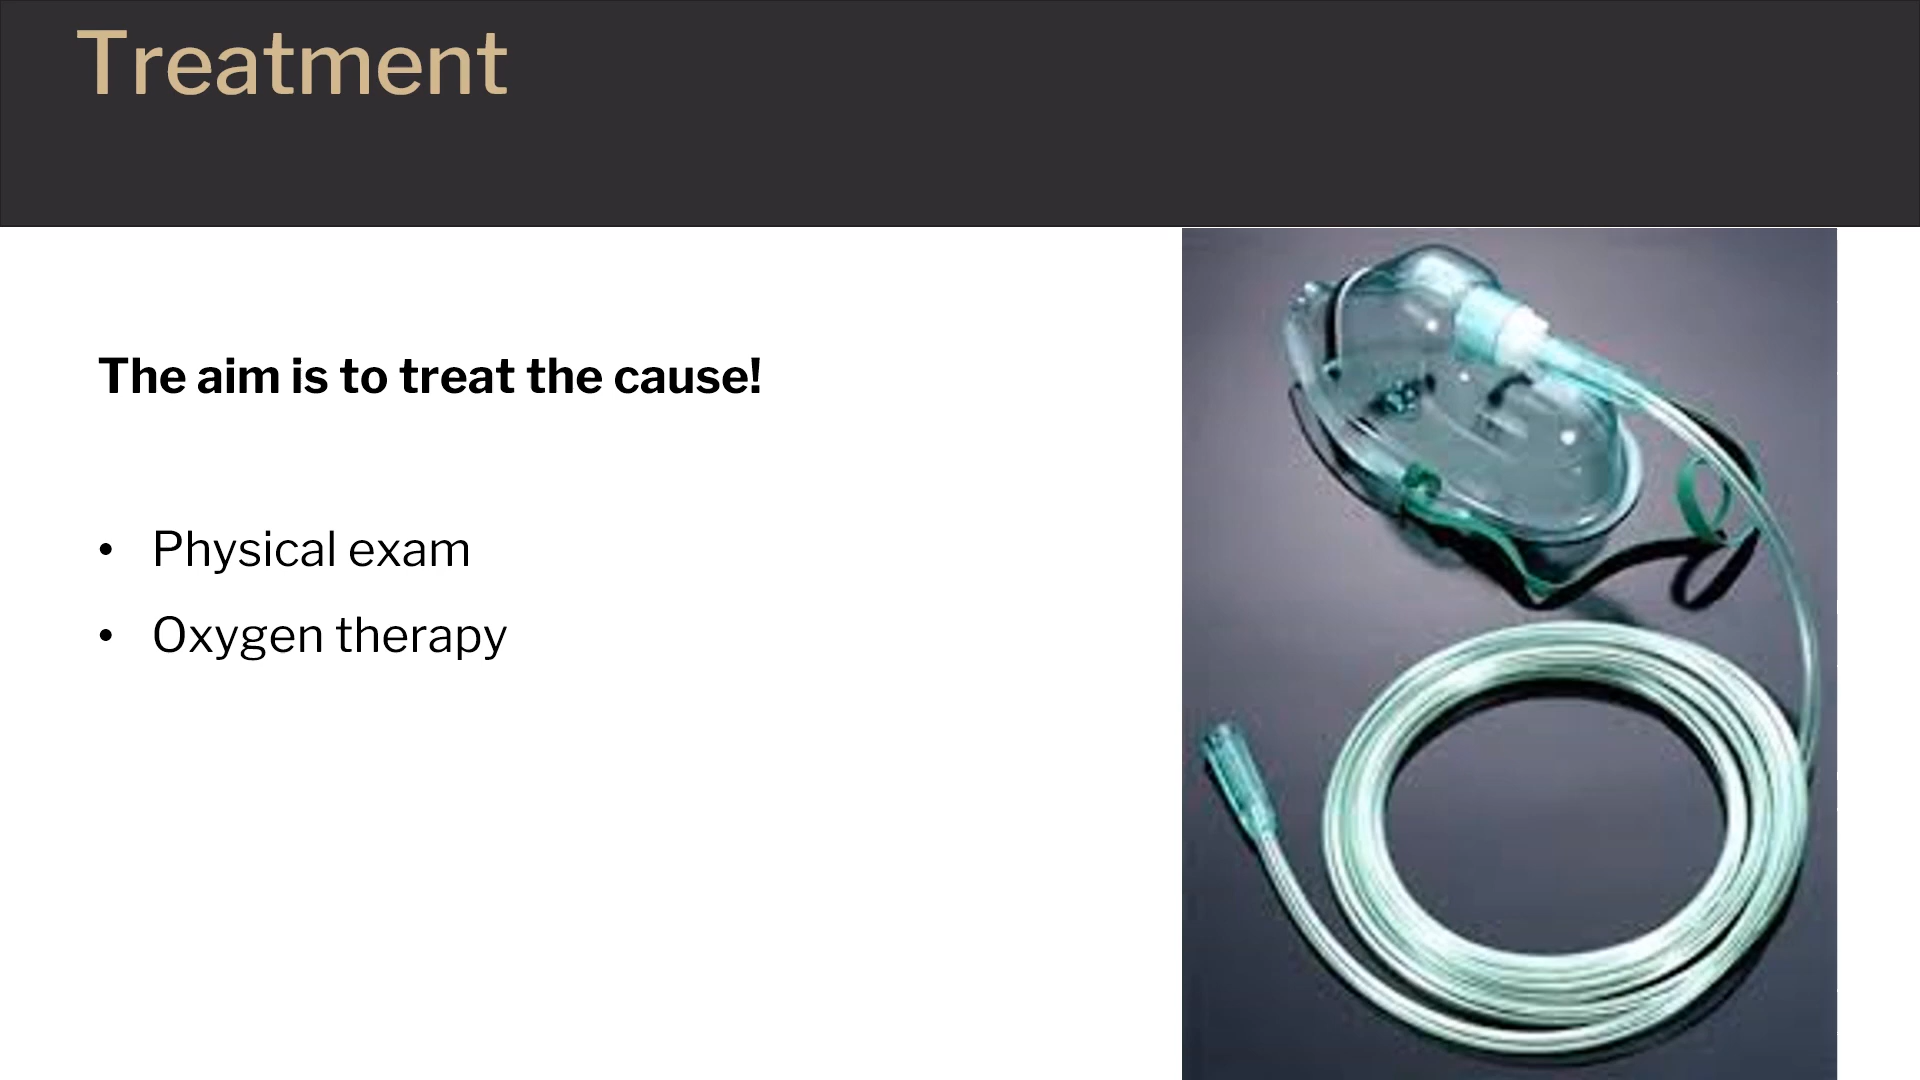 Treatment
The aim is to treat the cause!
• Physical exam
• Oxygen therapy